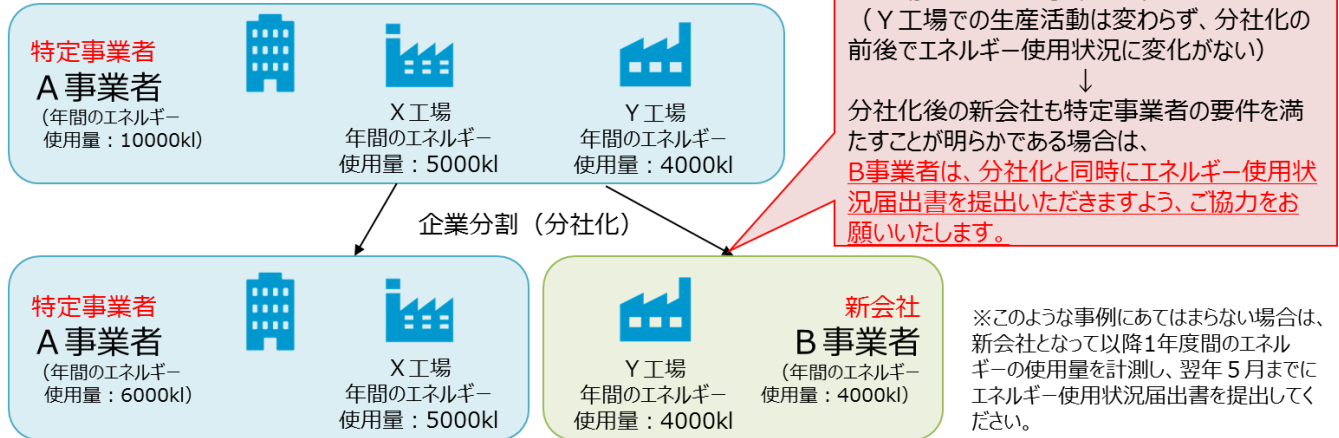 特定事業者
A事業者
(年間のエネルギー
使用量：10000kl)
X工場
年間のエネルギー
使用量：5000kl
Y工場
年間のエネルギー
使用量：4000kl
（Y工場での生産活動は変わらず、分社化の
前後でエネルギー使用状況に変化がない）
↓
分社化後の新会社も特定事業者の要件を満
たすことが明らかである場合は、
B事業者は、分社化と同時にエネルギー使用状
況届出書を提出いただきますよう、ご協力をお
願いいたします。
企業分割（分社化）
特定事業者
A事業者
(年間のエネルギー
使用量：6000kl)
X工場
年間のエネルギー
使用量：5000kl
Y工場
年間のエネルギー
使用量：4000kl
新会社
B事業者
(年間のエネルギー
使用量：4000kl)
※このような事例にあてはまらない場合は、
新会社となって以降1年度間のエネル
ギーの使用量を計測し、翌年５月までに
エネルギー使用状況届出書を提出してく
ださい。